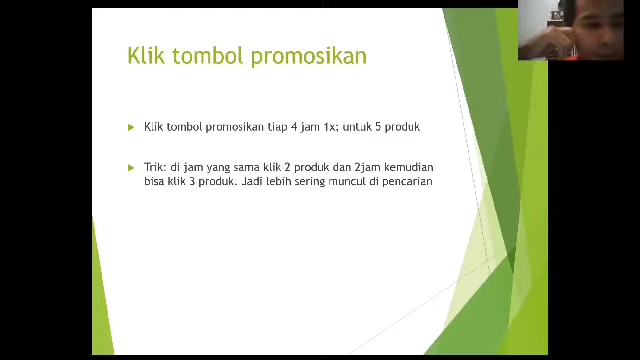 Klik tombol promosikan
Klik tombol promosikan tiap 4 jam 1x; untuk 5 produk
Trik: di jam yang sama klik 2 produk dan 2jam kemudian
bisa klik 3 produk. Jadi lebih sering muncul di pencarian